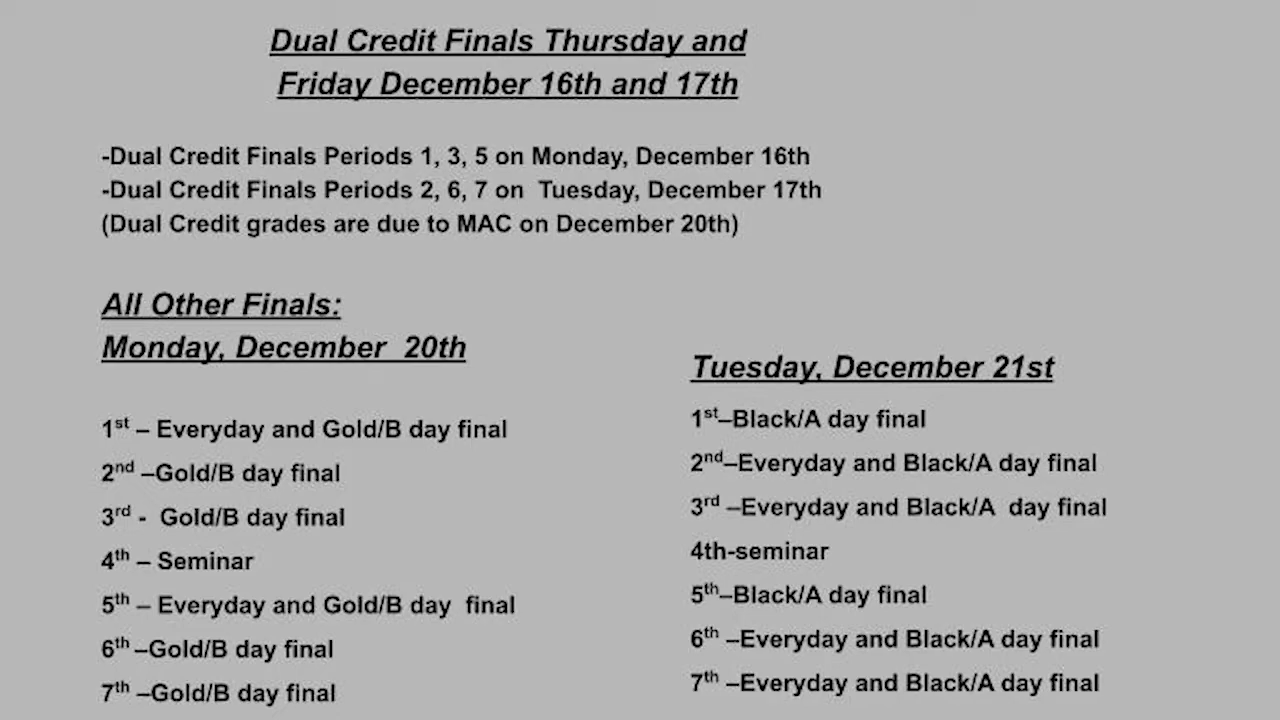 Dual Credit Finals Thursday and
Friday December 16th and 17th
-Dual Credit Finals Periods 1, 3, 5 on Monday, December 16th
-Dual Credit Finals Periods 2, 6, 7 on  Tuesday, December 17th
(Dual Credit grades are due to MAC on December 20th)
All Other Finals:
Monday, December  20th
1st – Everyday and Gold/B day final
2nd –Gold/B day final
3rd -  Gold/B day final
4th – Seminar
5th – Everyday and Gold/B day  final
6th –Gold/B day final
7th –Gold/B day final
Tuesday, December 21st
1st–Black/A day final
2nd–Everyday and Black/A day final
3rd –Everyday and Black/A  day final
4th-seminar
5th–Black/A day final
6th –Everyday and Black/A day final
7th –Everyday and Black/A day final